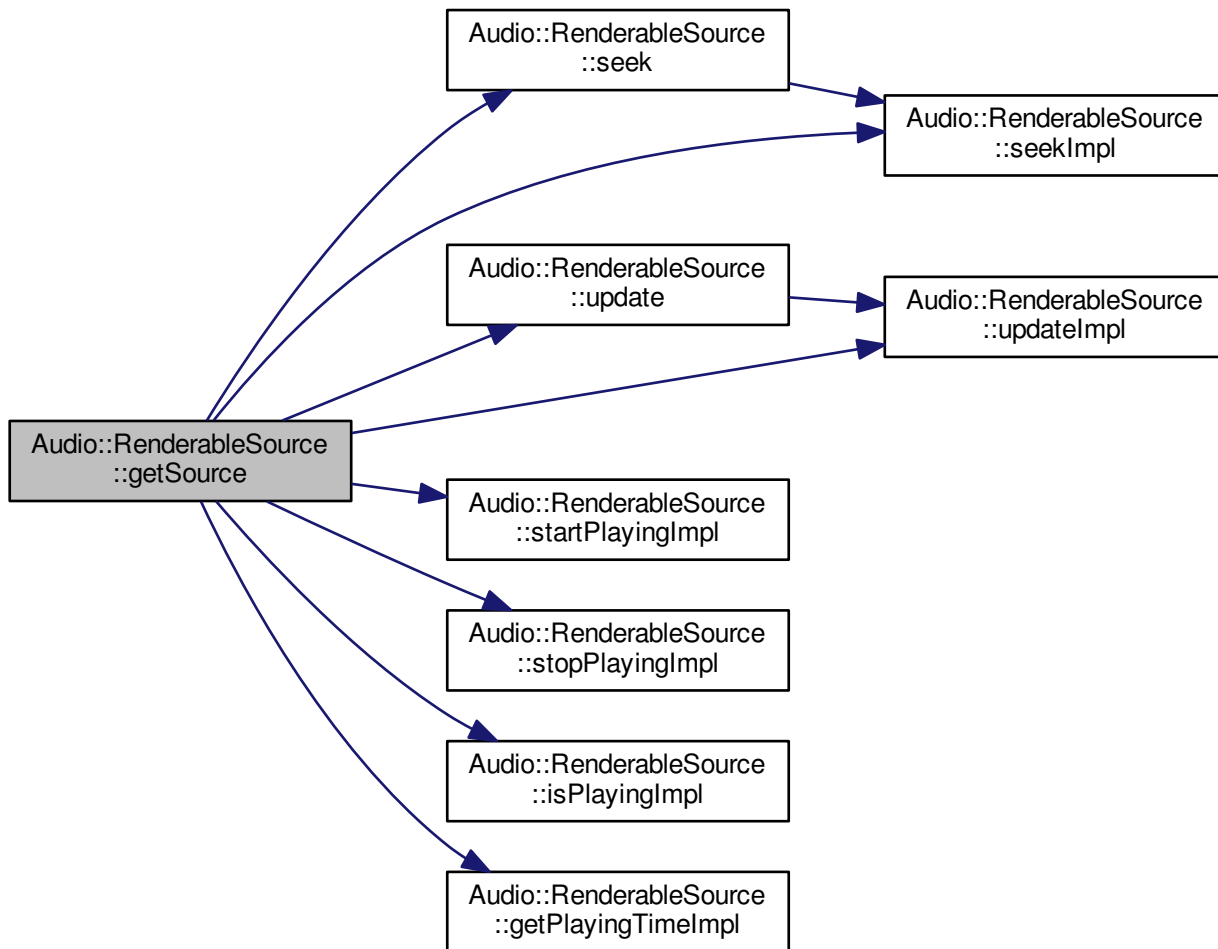 Audio::RenderableSource
::seek
Audio::RenderableSource
::seekImpl
Audio::RenderableSource
::update
Audio::RenderableSource
::updateImpl
Audio::RenderableSource
::getSource
Audio::RenderableSource
::startPlayingImpl
Audio::RenderableSource
::stopPlayingImpl
Audio::RenderableSource
::isPlayingImpl
Audio::RenderableSource
::getPlayingTimeImpl